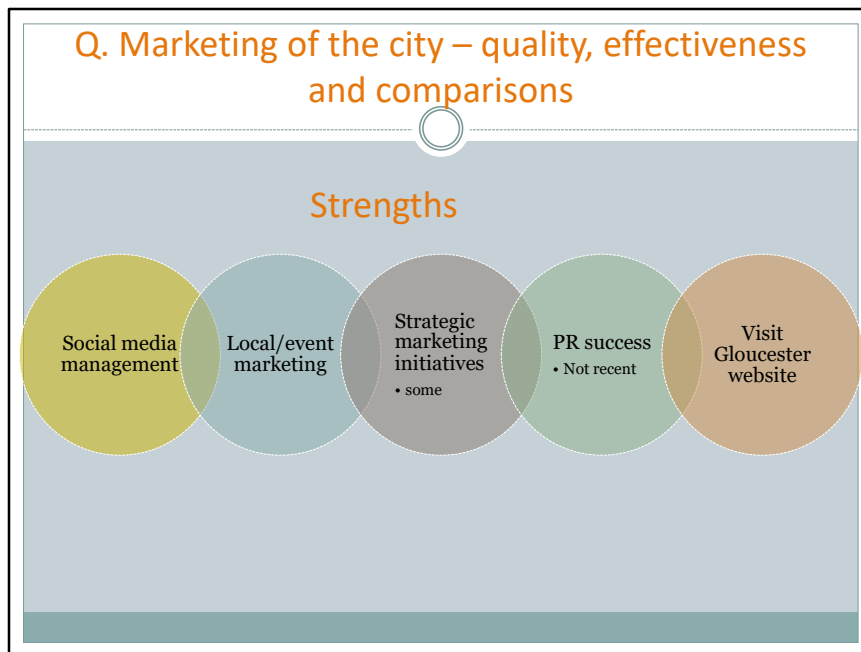 Q. Marketing of the city – quality, effectiveness
and comparisons
Strengths
Social media
management
Local/event
marketing
Strategic
marketing
initiatives
• some
PR success
• Not recent
Visit
Gloucester
website